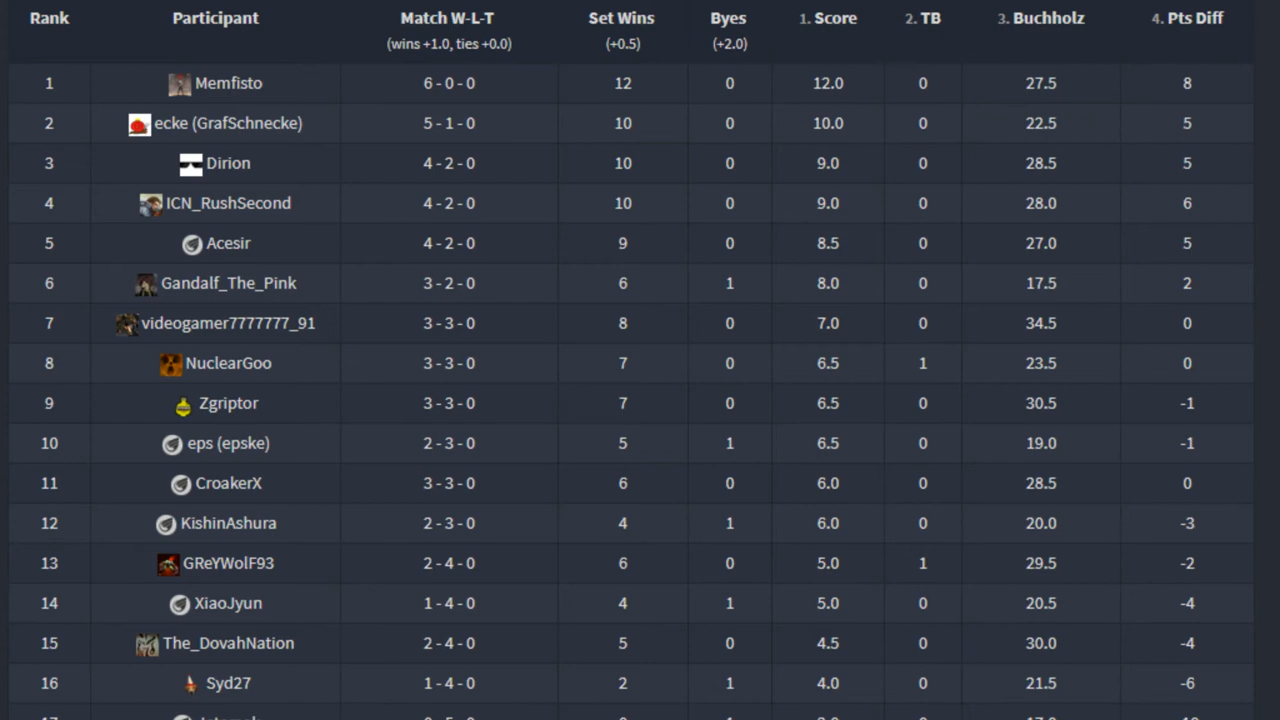 Rank Participant Match W-L-T Set Wins Byes 1. Score 2. TB 3. Buchholz 4. Pts Diff
(wins +1.0, ties +0.0) (+0.5) (+2.0)
1 Memfisto 6 - 0 - 0 12 0 12.0 0 27.5 8
2 ecke (GrafSchnecke) 5 - 1 - 0 10 0 10.0 0 22.5 5
3 Dirion 4 - 2 - 0 10 0 9.0 0 28.5 5
4 ICN_RushSecond 4 - 2 - 0 10 0 9.0 0 28.0 6
5 Acesir 4 - 2 - 0 9 0 8.5 0 27.0 5
6 Gandalf_The_Pink 3 - 2 - 0 6 1 8.0 0 17.5 2
7 videogamer7777777_91 3 - 3 - 0 8 0 7.0 0 34.5 0
8 NuclearGoo 3 - 3 - 0 7 0 6.5 1 23.5 0
9 Zgriptor 3 - 3 - 0 7 0 6.5 0 30.5 -1
10 eps (epske) 2 - 3 - 0 5 1 6.5 0 19.0 -1
11 CroakerX 3 - 3 - 0 6 0 6.0 0 28.5 0
12 KishinAshura 2 - 3 - 0 4 1 6.0 0 20.0 -3
13 GReYWolF93 2 - 4 - 0 6 0 5.0 1 29.5 -2
14 XiaoJyun 1 - 4 - 0 4 1 5.0 0 20.5 -4
15 The_DovahNation 2 - 4 - 0 5 0 4.5 0 30.0 -4
16 Syd27 1 - 4 - 0 2 1 4.0 0 21.5 -6